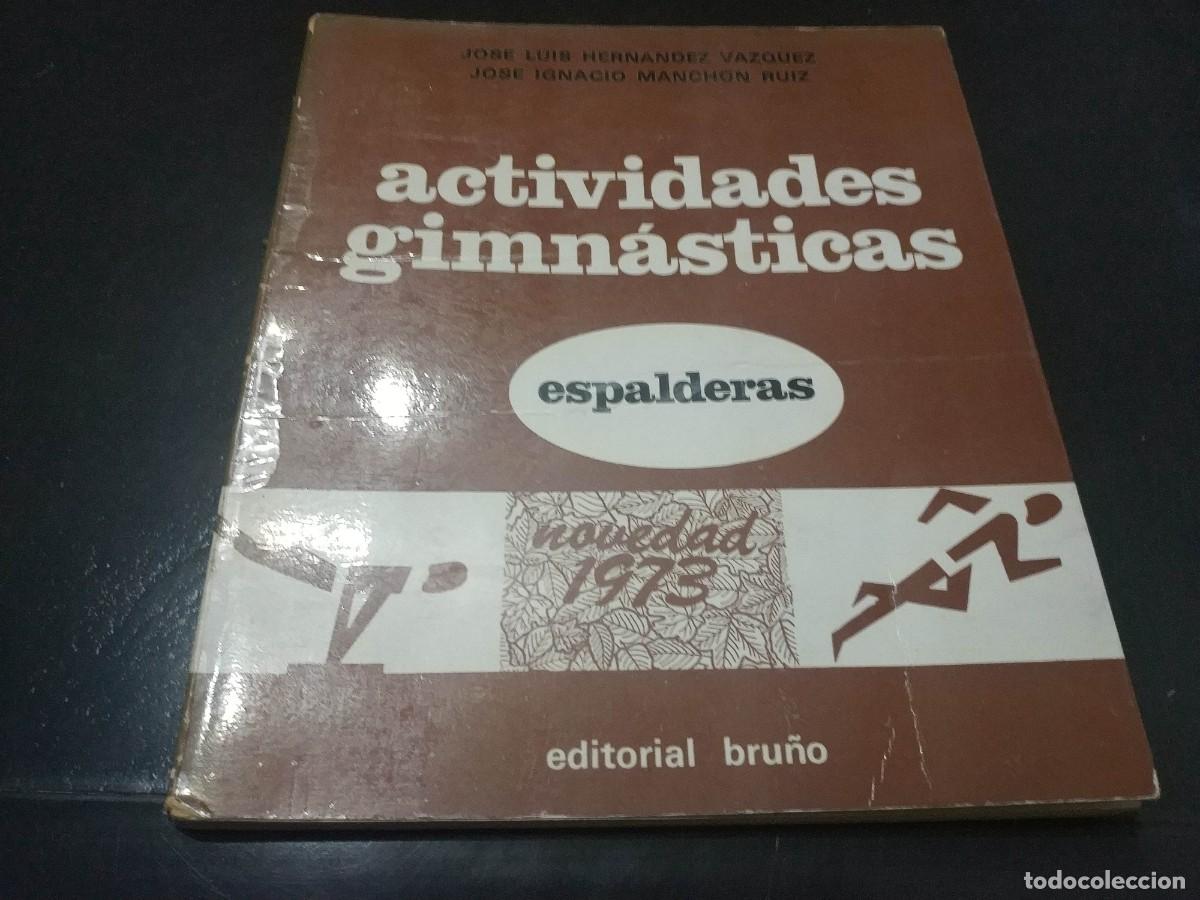 JOSE LUIS HERNANDEZ VAZQUEZ
JOSE IGNACIO MANCHON RUIZ
actividades
gimnásticas
espalderas
novedad
1973
editorial bruño
todocoleccion